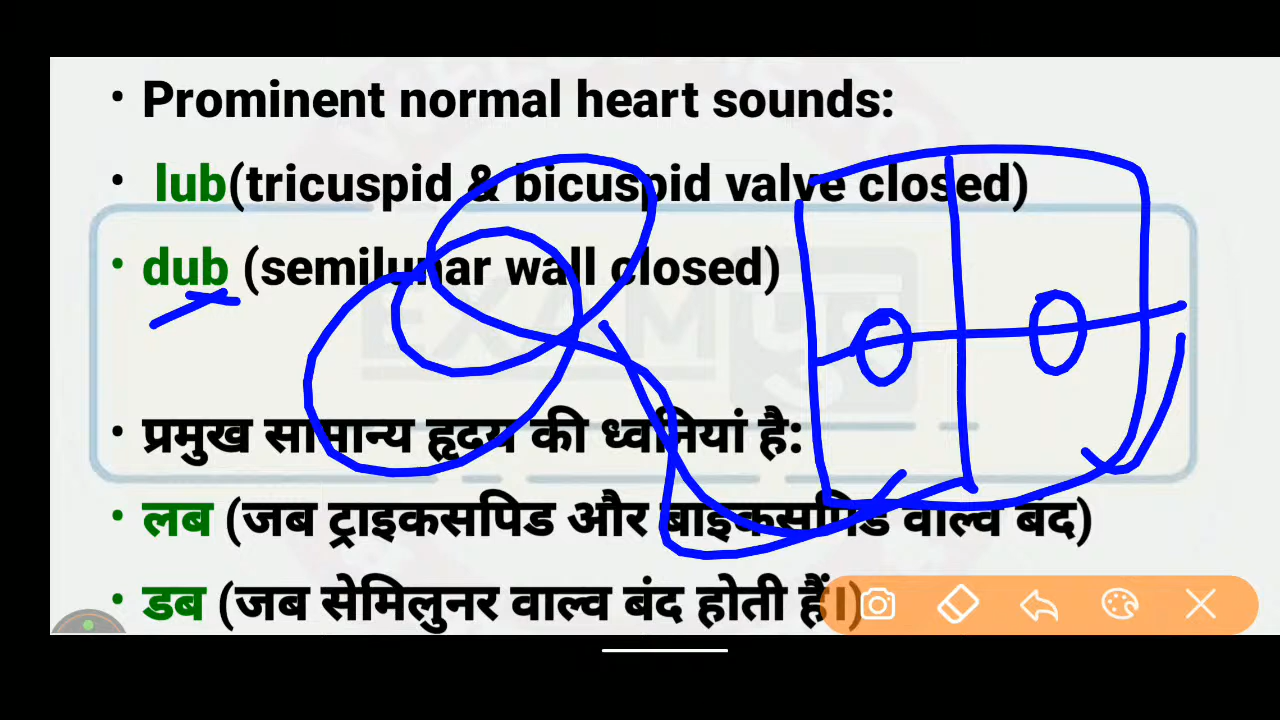 • Prominent normal heart sounds:
• lub(tricuspid & bicuspid valve closed)
• dub (semilunar wall closed)
EXAM
• प्रमुख सामान्य हृदय की ध्वनियां है:
• लब (जब ट्राइकसपिड और बाइकसपिड वाल्व बंद)
• डब (जब सेमिलुनर वाल्व बंद होती हैं।)